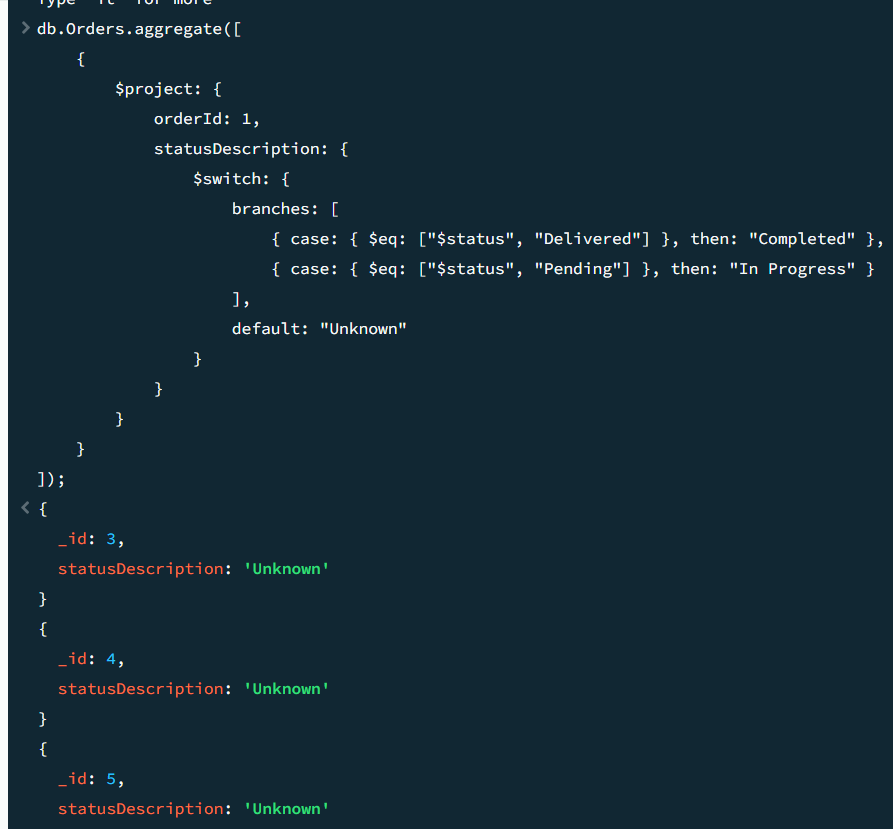 Type "it" for more
> db.Orders.aggregate([
{
$project: {
orderId: 1,
statusDescription: {
$switch: {
branches: [
{ case: { $eq: ["$status", "Delivered"] }, then: "Completed" },
{ case: { $eq: ["$status", "Pending"] }, then: "In Progress" }
],
default: "Unknown"
}
}
}
}
]);
< {
_id: 3,
statusDescription: 'Unknown'
}
{
_id: 4,
statusDescription: 'Unknown'
}
{
_id: 5,
statusDescription: 'Unknown'